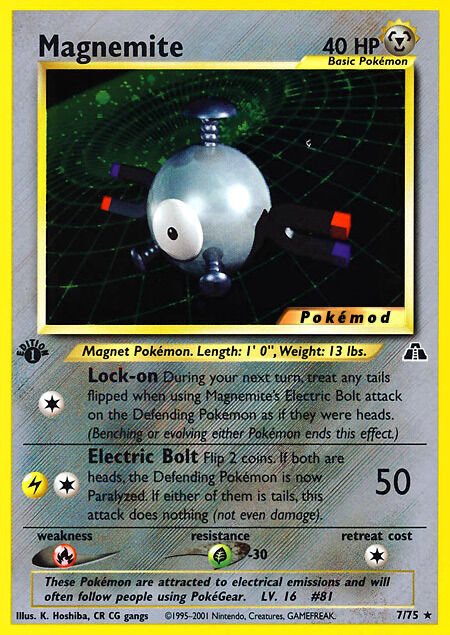 Magnemite 40 HP
Basic Pokémon
Pokémod
EDITION 1
Magnet Pokémon. Length: 1' 0", Weight: 13 lbs.
Lock-on During your next turn, treat any tails
flipped when using Magnemite's Electric Bolt attack
on the Defending Pokemon as if they were heads.
(Benching or evolving either Pokémon ends this effect.)
Electric Bolt Flip 2 coins. If both are
heads, the Defending Pokémon is now
Paralyzed. If either of them is tails, this
attack does nothing (not even damage).
50
weakness resistance retreat cost
-30
These Pokémon are attracted to electrical emissions and will
often follow people using PokéGear. LV. 16 #81
Illus. K. Hoshiba, CR CG gangs ©1995-2001 Nintendo, Creatures, GAMEFREAK. 7/75 ★